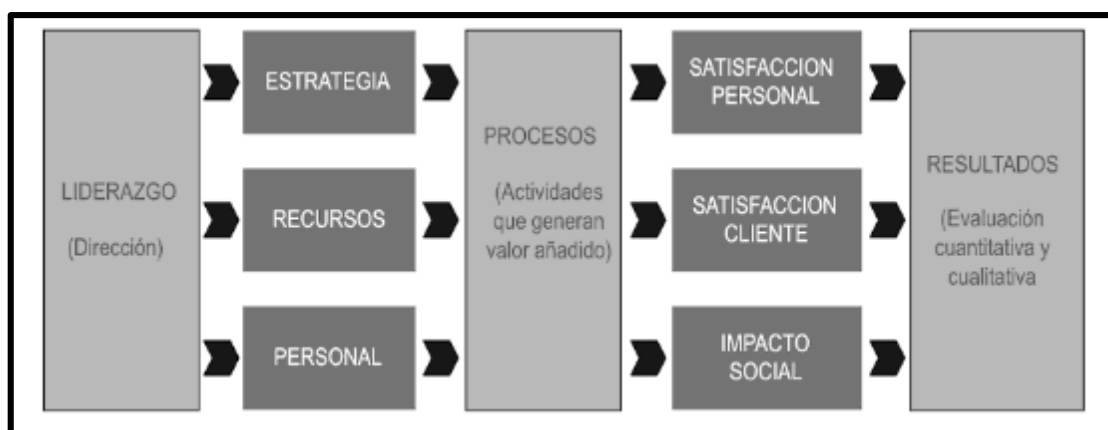 LIDERAZGO
(Dirección)
ESTRATEGIA
RECURSOS
PERSONAL
PROCESOS
(Actividades
que generan
valor añadido)
SATISFACCION
PERSONAL
SATISFACCION
CLIENTE
IMPACTO
SOCIAL
RESULTADOS
(Evaluación
cuantitativa y
cualitativa